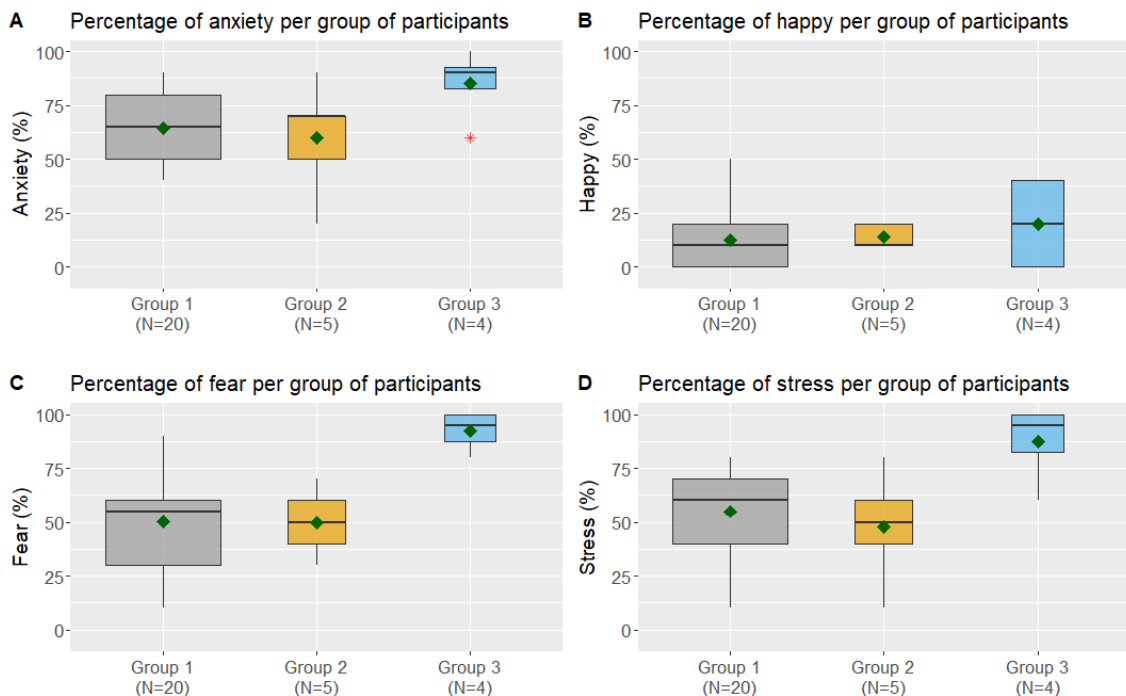 A Percentage of anxiety per group of participants
100
75
50
25
0
Anxiety (%)
Group 1 Group 2 Group 3
(N=20) (N=5) (N=4)
B Percentage of happy per group of participants
100
75
50
25
0
Happy (%)
Group 1 Group 2 Group 3
(N=20) (N=5) (N=4)
C Percentage of fear per group of participants
100
75
50
25
0
Fear (%)
Group 1 Group 2 Group 3
(N=20) (N=5) (N=4)
D Percentage of stress per group of participants
100
75
50
25
0
Stress (%)
Group 1 Group 2 Group 3
(N=20) (N=5) (N=4)